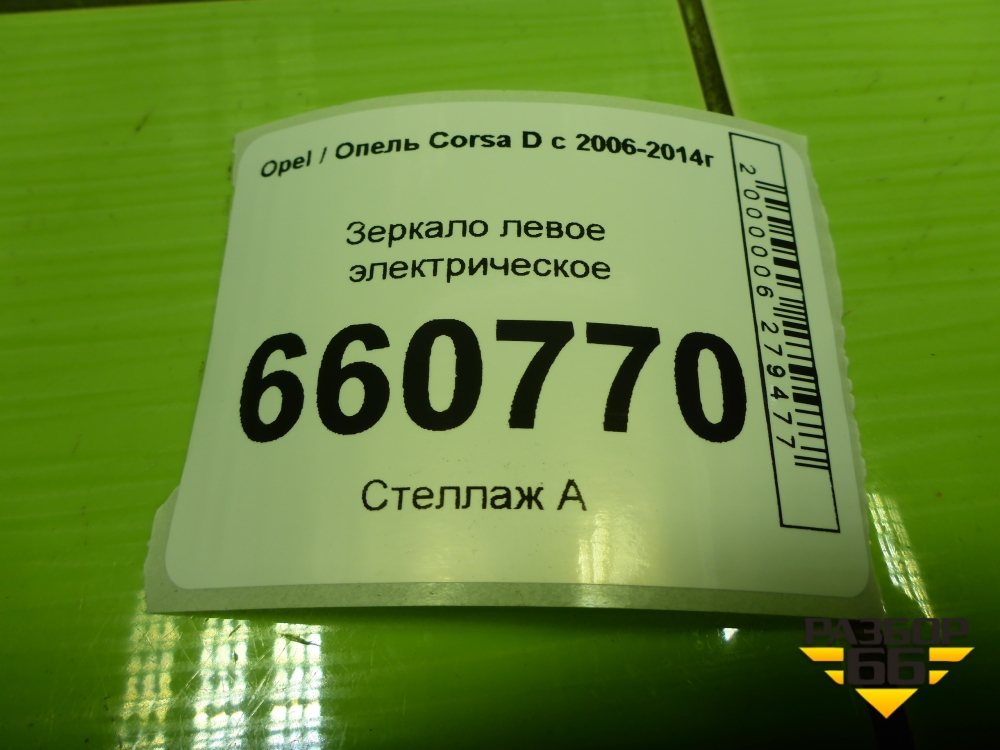 Opel / Опель Corsa D с 2006-2014г
Зеркало левое
электрическое
660770
Стеллаж А
2000006279477
РАЗБОР
66